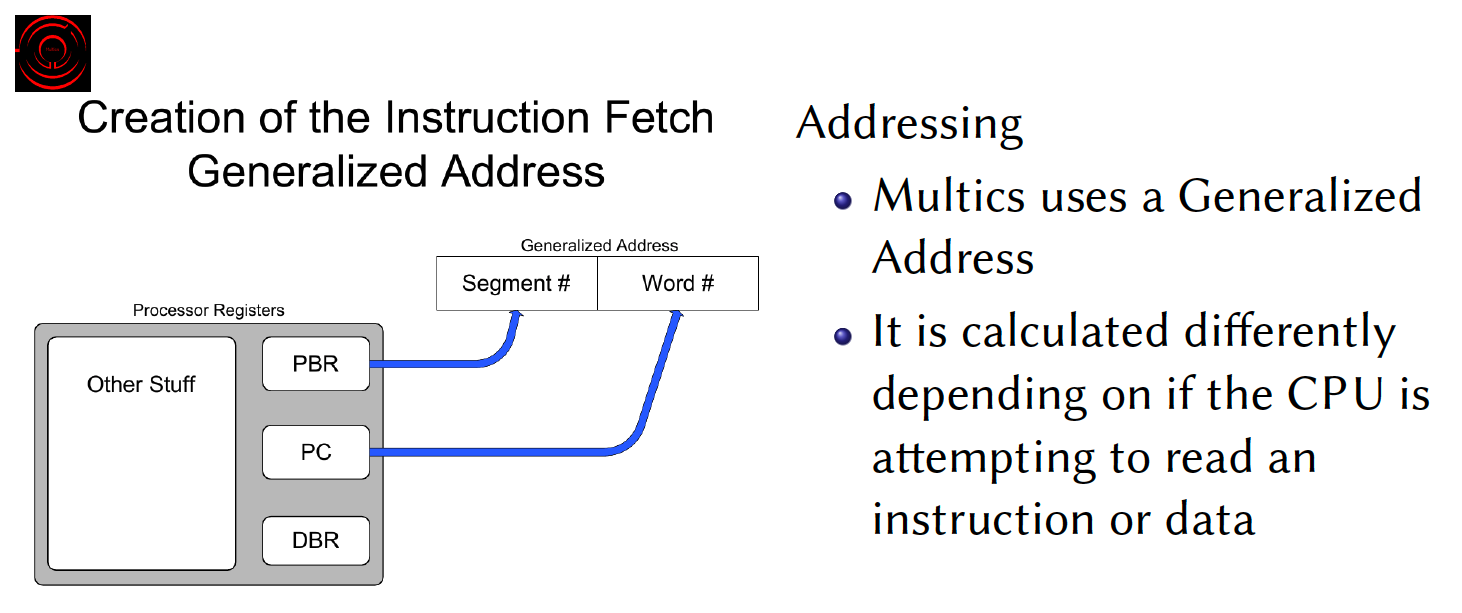 Creation of the Instruction Fetch
Generalized Address
Generalized Address
Segment #
Word #
Processor Registers
Other Stuff
PBR
PC
DBR
Addressing
Multics uses a Generalized
Address
It is calculated differently
depending on if the CPU is
attempting to read an
instruction or data